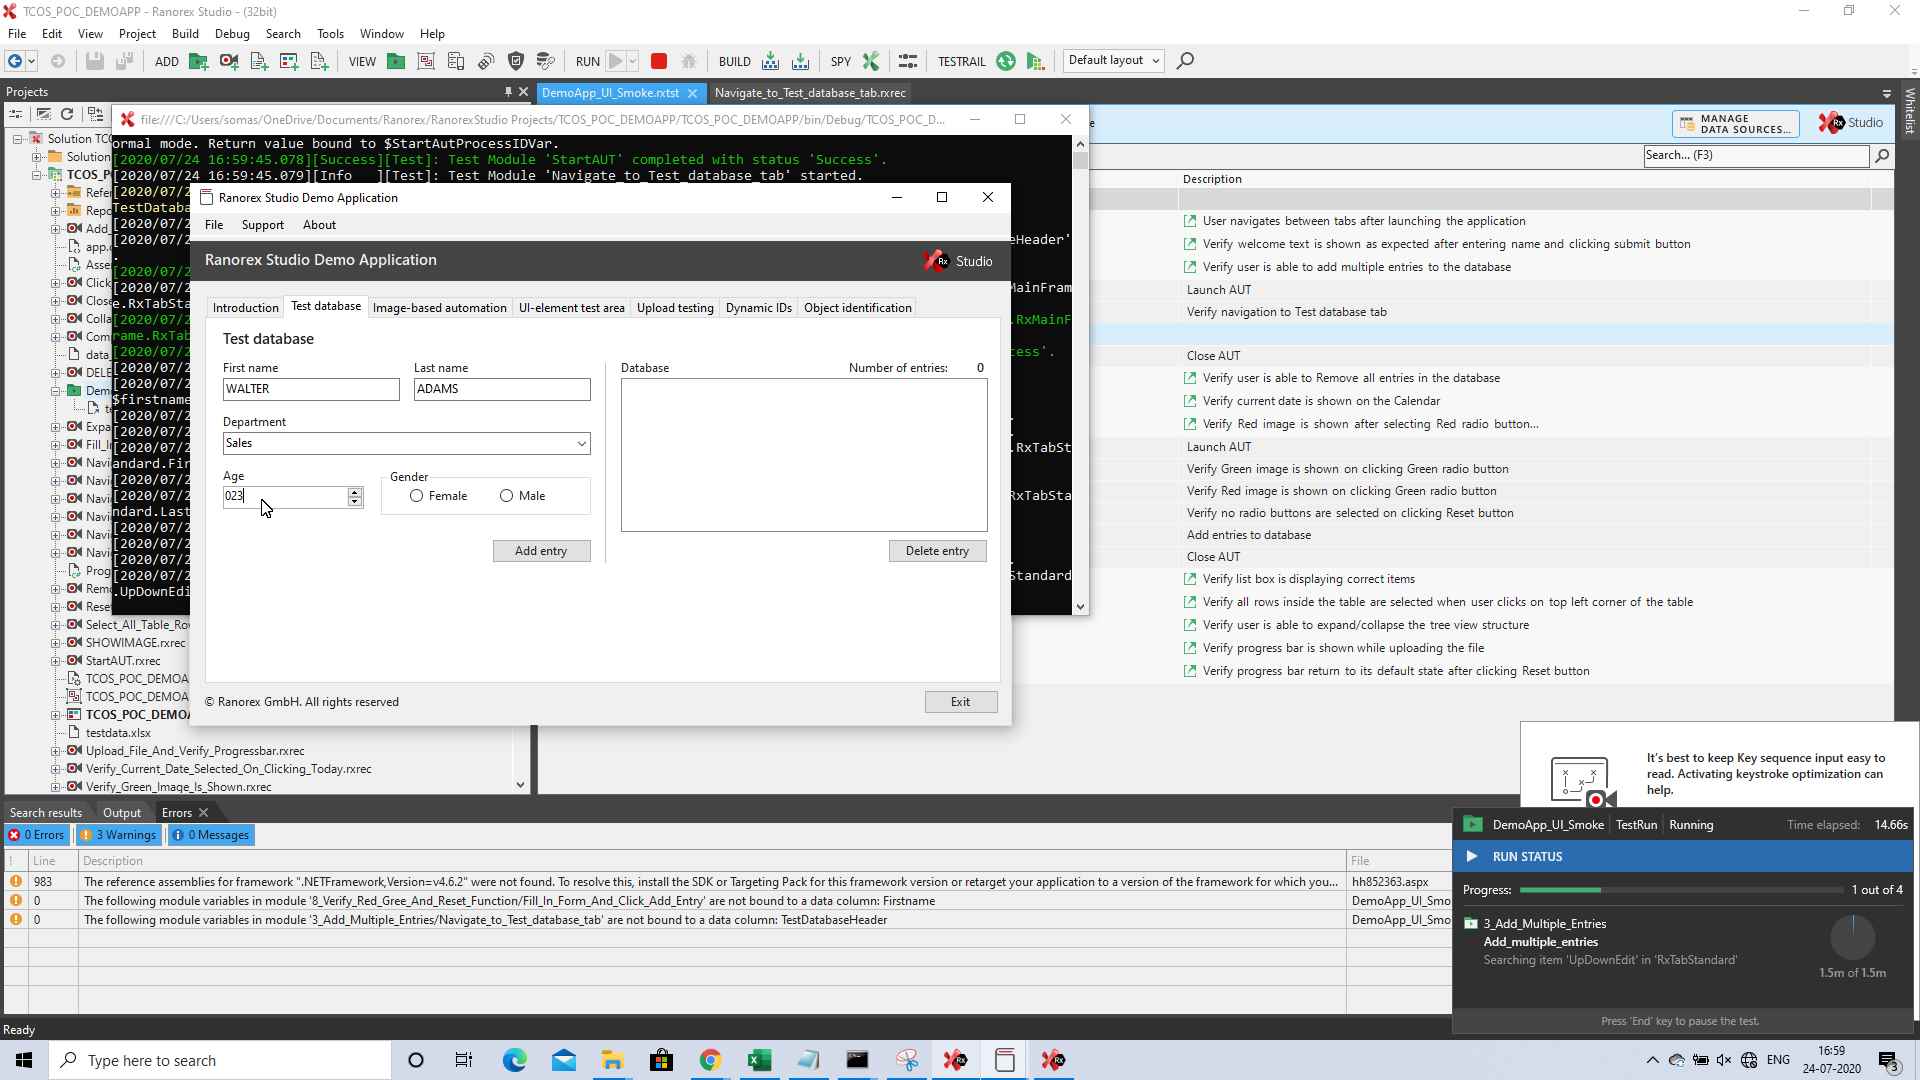 TCOS_POC_DEMOAPP - Ranorex Studio - (32bit)
File Edit View Project Build Debug Search Tools Window Help
ADD VIEW RUN BUILD SPY TESTRAIL Default layout
Projects
DemoApp_UI_Smoke.rxtst Navigate_to_Test_database_tab.rxrec
Whitelist
file:///C:/Users/somas/OneDrive/Documents/Ranorex/RanorexStudio Projects/TCOS_POC_DEMOAPP/TCOS_POC_DEMOAPP/bin/Debug/TCOS_POC_D...
MANAGE
DATA SOURCES...
Rx Studio
Solution TCO
Solution
TCOS_P
Refer
Repo
Add_
app.c
Asse
Click
Close
Colla
Com
data_
DELE
Dem
te
Expa
Fill_In
Navi
Navi
Navi
Navi
Navi
Navi
Prog
Rem
Rese
Select_All_Table_Ro
SHOWIMAGE.rxrec
StartAUT.rxrec
TCOS_POC_DEMOA
TCOS_POC_DEMOA
TCOS_POC_DEMOA
testdata.xlsx
Upload_File_And_Verify_Progressbar.rxrec
Verify_Current_Date_Selected_On_Clicking_Today.rxrec
Verify_Green_Image_Is_Shown.rxrec
ormal mode. Return value bound to $StartAutProcessIDVar.
[2020/07/24 16:59:45.078][Success][Test]: Test Module 'StartAUT' completed with status 'Success'.
[2020/07/24 16:59:45.079][Info ][Test]: Test Module 'Navigate_to_Test_database_tab' started.
[2020/07/2
TestDataba
[2020/07/2
[2020/07/2 eHeader'
.
[2020/07/2
[2020/07/2 MainFram
e.RxTabSta
[2020/07/2 .RxMainF
rame.RxTab
[2020/07/2 cess'.
[2020/07/2
[2020/07/2
$firstname
[2020/07/2
[2020/07/2
[2020/07/2 .RxTabSt
andard.Fir
[2020/07/2
[2020/07/2 RxTabSta
ndard.Last
[2020/07/2
[2020/07/2
[2020/07/2
[2020/07/2 Standard
.UpDownEdi
Ranorex Studio Demo Application
File Support About
Ranorex Studio Demo Application
Rx Studio
Introduction Test database Image-based automation UI-element test area Upload testing Dynamic IDs Object identification
Test database
First name Last name
WALTER ADAMS
Department
Sales
Age Gender
023 Female Male
Add entry
Database Number of entries: 0
Delete entry
© Ranorex GmbH. All rights reserved
Exit
Search... (F3)
Description
User navigates between tabs after launching the application
Verify welcome text is shown as expected after entering name and clicking submit button
Verify user is able to add multiple entries to the database
Launch AUT
Verify navigation to Test database tab
Close AUT
Verify user is able to Remove all entries in the database
Verify current date is shown on the Calendar
Verify Red image is shown after selecting Red radio button...
Launch AUT
Verify Green image is shown on clicking Green radio button
Verify Red image is shown on clicking Green radio button
Verify no radio buttons are selected on clicking Reset button
Add entries to database
Close AUT
Verify list box is displaying correct items
Verify all rows inside the table are selected when user clicks on top left corner of the table
Verify user is able to expand/collapse the tree view structure
Verify progress bar is shown while uploading the file
Verify progress bar return to its default state after clicking Reset button
It's best to keep Key sequence input easy to
read. Activating keystroke optimization can
help.
Search results Output Errors
0 Errors 3 Warnings 0 Messages
! Line Description File
983 The reference assemblies for framework ".NETFramework,Version=v4.6.2" were not found. To resolve this, install the SDK or Targeting Pack for this framework version or retarget your application to a version of the framework for which you... hh852363.aspx
0 The following module variables in module '8_Verify_Red_Gree_And_Reset_Function/Fill_In_Form_And_Click_Add_Entry' are not bound to a data column: Firstname DemoApp_UI_Smo
0 The following module variables in module '3_Add_Multiple_Entries/Navigate_to_Test_database_tab' are not bound to a data column: TestDatabaseHeader DemoApp_UI_Smo
DemoApp_UI_Smoke TestRun Running Time elapsed: 14.66s
RUN STATUS
Progress: 1 out of 4
3_Add_Multiple_Entries
Add_multiple_entries
Searching item 'UpDownEdit' in 'RxTabStandard'
1.5m of 1.5m
Press 'End' key to pause the test.
Ready
Type here to search
ENG
16:59
24-07-2020
3